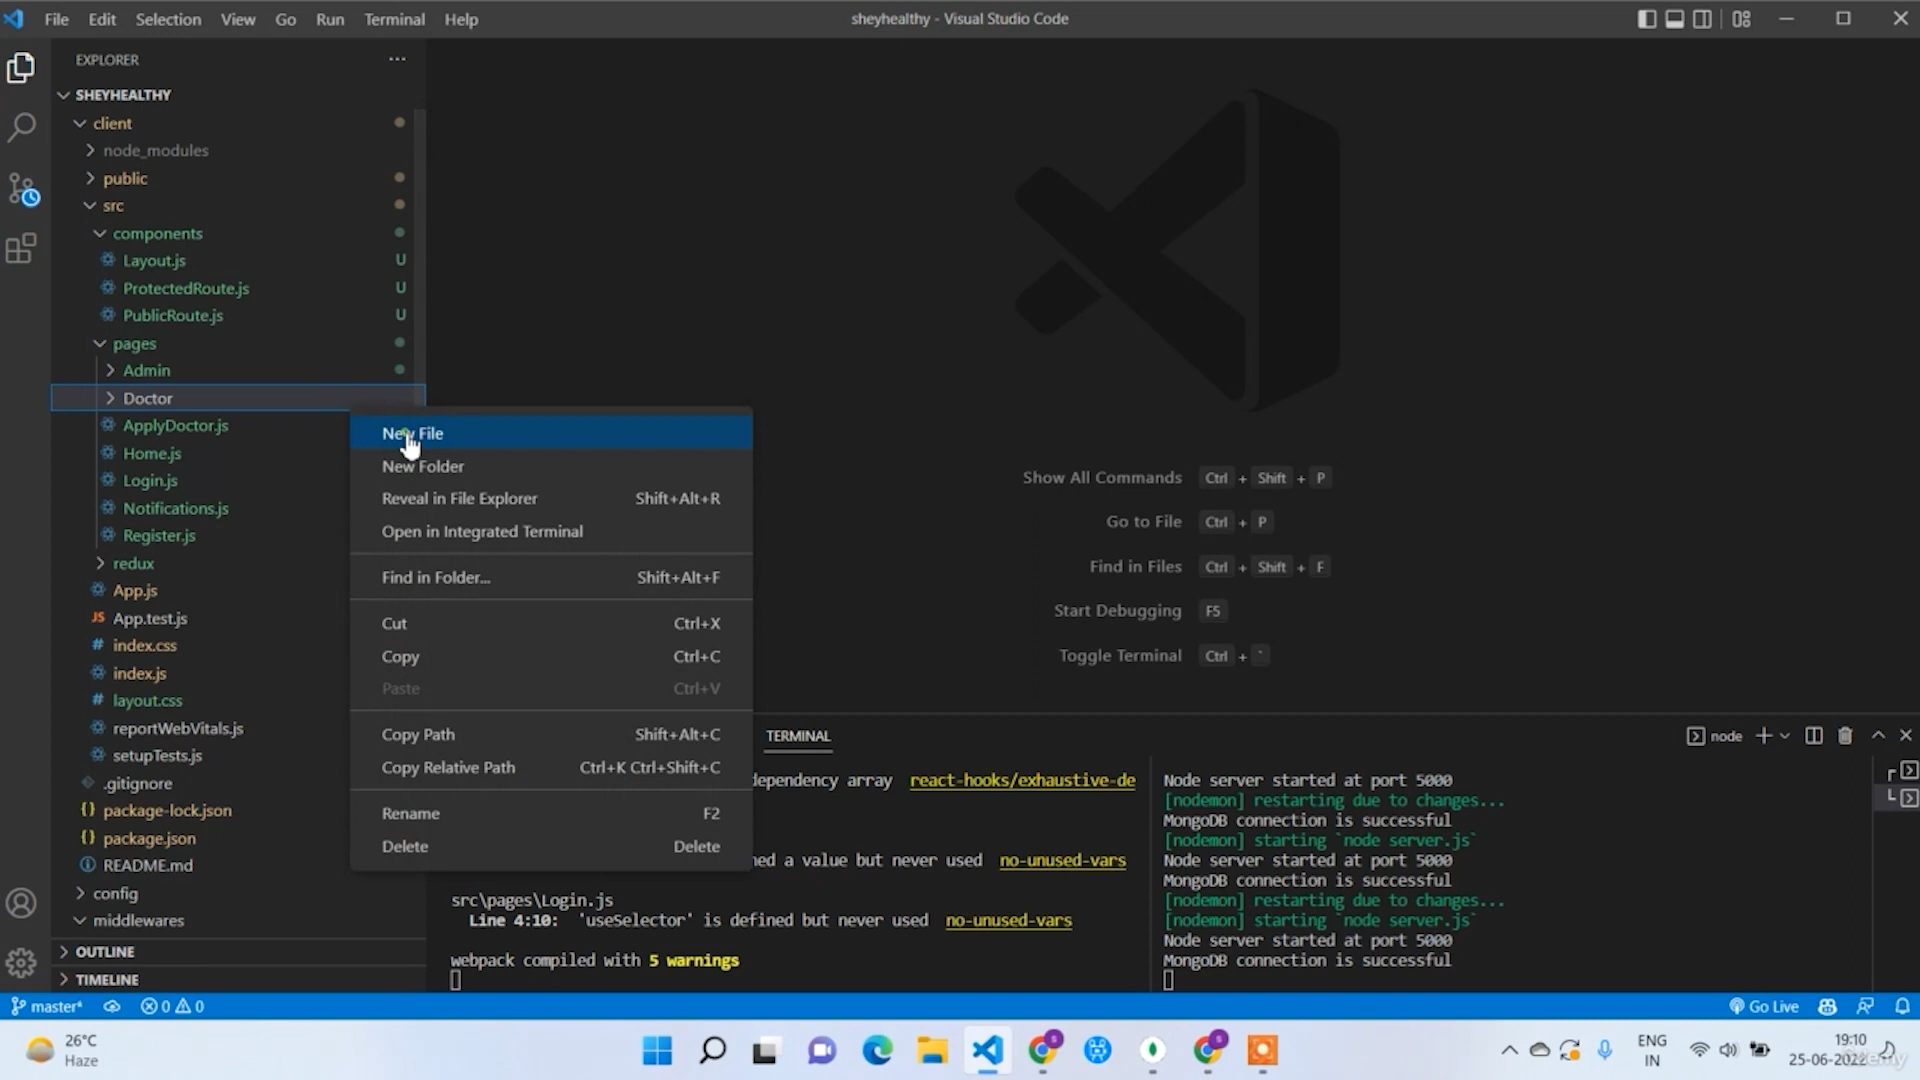 File Edit Selection View Go Run Terminal Help
sheyhealthy - Visual Studio Code
EXPLORER
SHEYHEALTHY
client
node_modules
public
src
components
Layout.js U
ProtectedRoute.js U
PublicRoute.js U
pages
Admin
Doctor
ApplyDoctor.js
Home.js
Login.js
Notifications.js
Register.js
redux
App.js
JS App.test.js
# index.css
index.js
# layout.css
reportWebVitals.js
setupTests.js
.gitignore
{} package-lock.json
{} package.json
README.md
config
middlewares
OUTLINE
TIMELINE
New File
New Folder
Reveal in File Explorer Shift+Alt+R
Open in Integrated Terminal
Find in Folder... Shift+Alt+F
Cut Ctrl+X
Copy Ctrl+C
Paste Ctrl+V
Copy Path Shift+Alt+C
Copy Relative Path Ctrl+K Ctrl+Shift+C
Rename F2
Delete Delete
Show All Commands Ctrl + Shift + P
Go to File Ctrl + P
Find in Files Ctrl + Shift + F
Start Debugging F5
Toggle Terminal Ctrl + `
TERMINAL
node
dependency array react-hooks/exhaustive-de
ned a value but never used no-unused-vars
src\pages\Login.js
Line 4:10: 'useSelector' is defined but never used no-unused-vars
webpack compiled with 5 warnings
Node server started at port 5000
[nodemon] restarting due to changes...
MongoDB connection is successful
[nodemon] starting `node server.js`
Node server started at port 5000
MongoDB connection is successful
[nodemon] restarting due to changes...
[nodemon] starting `node server.js`
Node server started at port 5000
MongoDB connection is successful
master* 0 0
Go Live
26°C
Haze
ENG
IN
19:10
25-06-2022